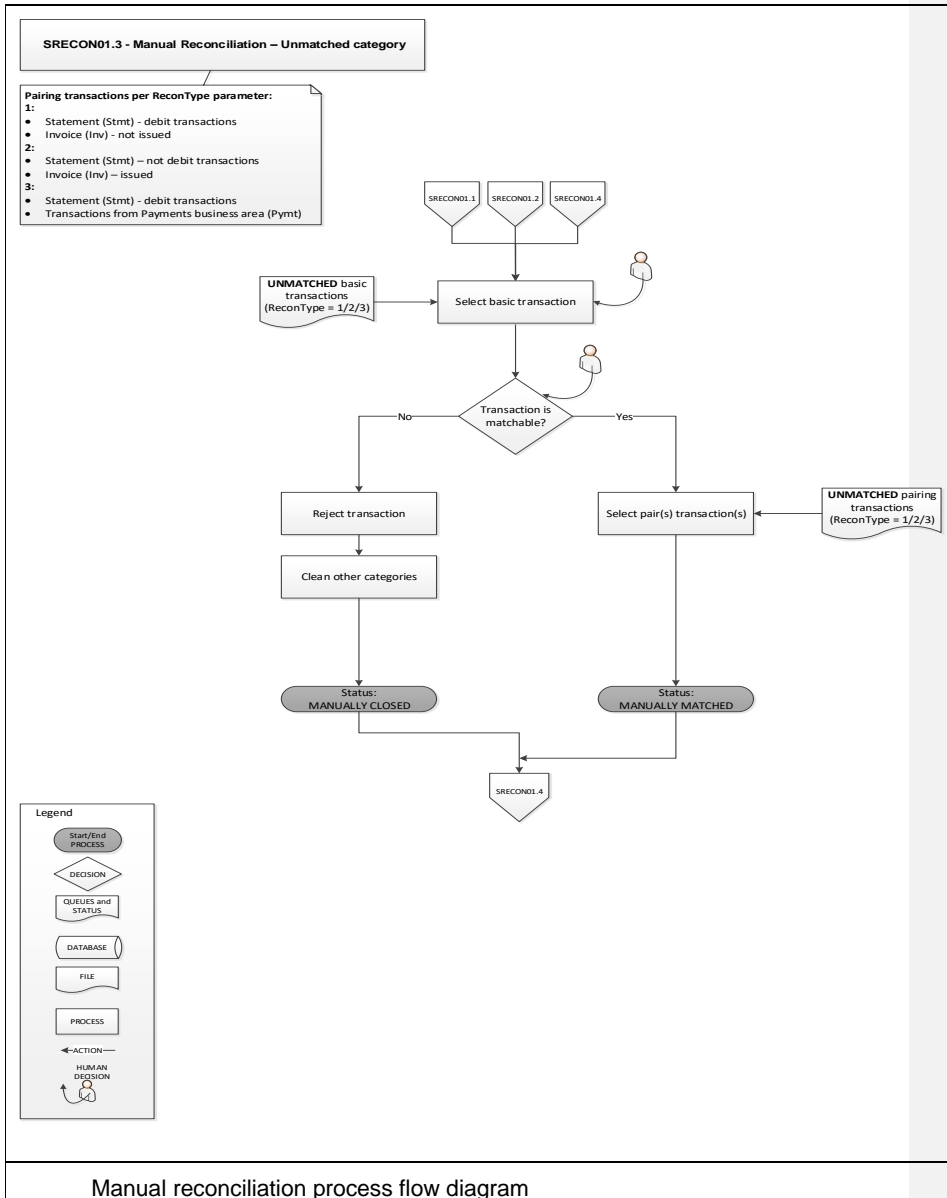 SRECON01.3 - Manual Reconciliation – Unmatched category
Pairing transactions per ReconType parameter:
1:
• Statement (Stmt) - debit transactions
• Invoice (Inv) - not issued
2:
• Statement (Stmt) – not debit transactions
• Invoice (Inv) – issued
3:
• Statement (Stmt) - debit transactions
• Transactions from Payments business area (Pymt)
SRECON01.1
SRECON01.2
SRECON01.4
UNMATCHED basic
transactions
(ReconType = 1/2/3)
Select basic transaction
Transaction is
matchable?
No
Yes
Reject transaction
Select pair(s) transaction(s)
UNMATCHED pairing
transactions
(ReconType = 1/2/3)
Clean other categories
Status:
MANUALLY CLOSED
Status:
MANUALLY MATCHED
SRECON01.4
Legend
Start/End
PROCESS
DECISION
QUEUES and
STATUS
DATABASE
FILE
PROCESS
ACTION
HUMAN
DECISION
Manual reconciliation process flow diagram